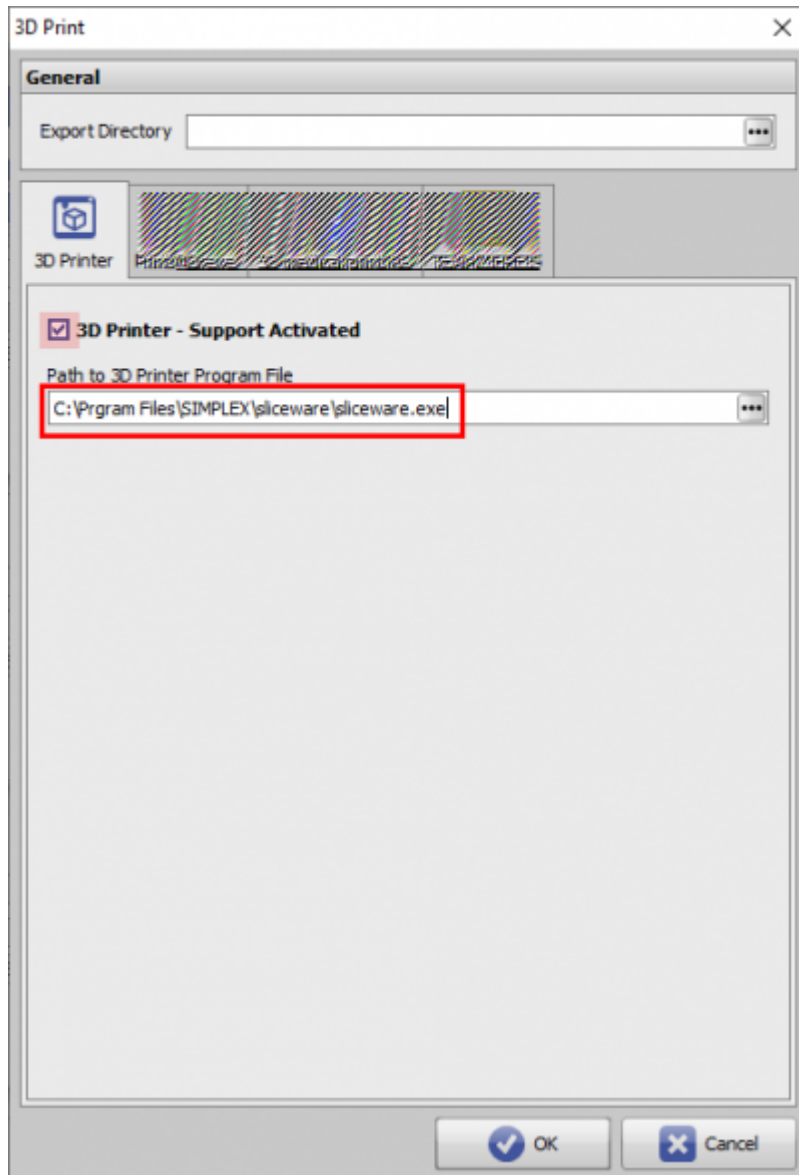 3D Print
General
Export Directory
3D Printer
3D Printer - Support Activated
Path to 3D Printer Program File
C:\Prgram Files\SIMPLEX\sliceware\sliceware.exe
OK
Cancel